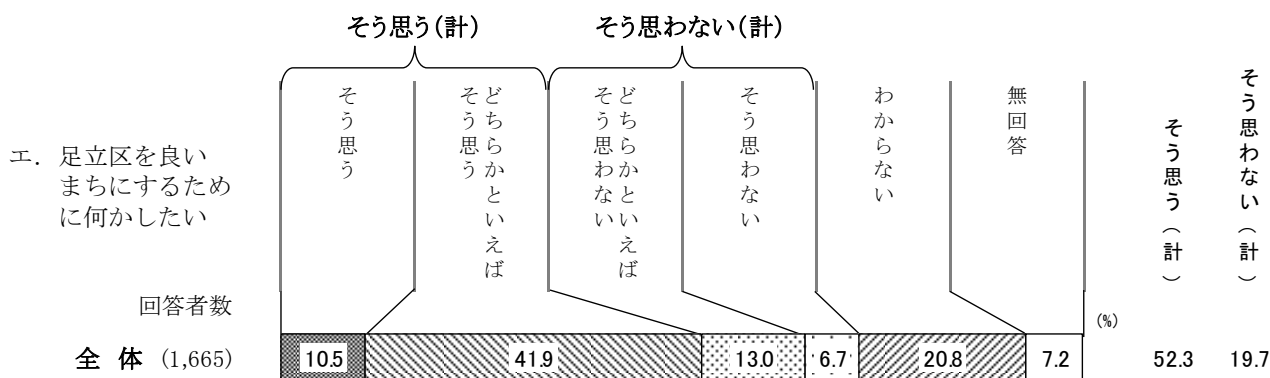 そう思う(計)
そう思わない(計)
エ．足立区を良い
まちにするため
に何かしたい
そう思う
どちらかといえば
そう思う
どちらかといえば
そう思わない
そう思わない
わからない
無回答
そう思う(計)
そう思わない(計)
回答者数
(%)
全 体 (1,665) 10.5 41.9 13.0 6.7 20.8 7.2 52.3 19.7